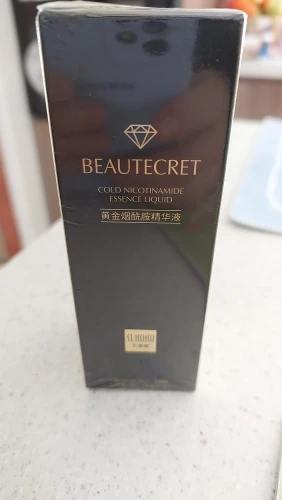 BEAUTECRET
COLD NICOTINAMIDE
ESSENCE LIQUID
黄金烟酰胺精华液